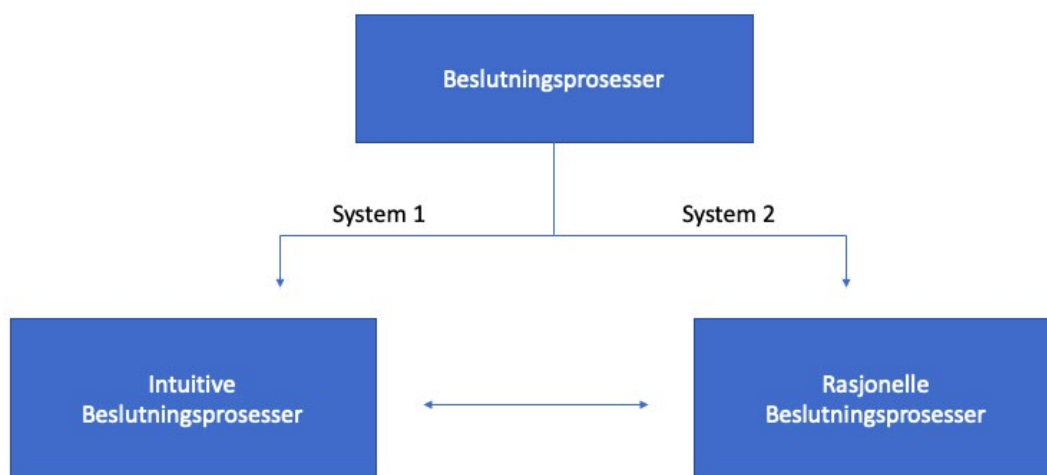 Beslutningsprosesser
System 1
System 2
Intuitive
Beslutningsprosesser
Rasjonelle
Beslutningsprosesser